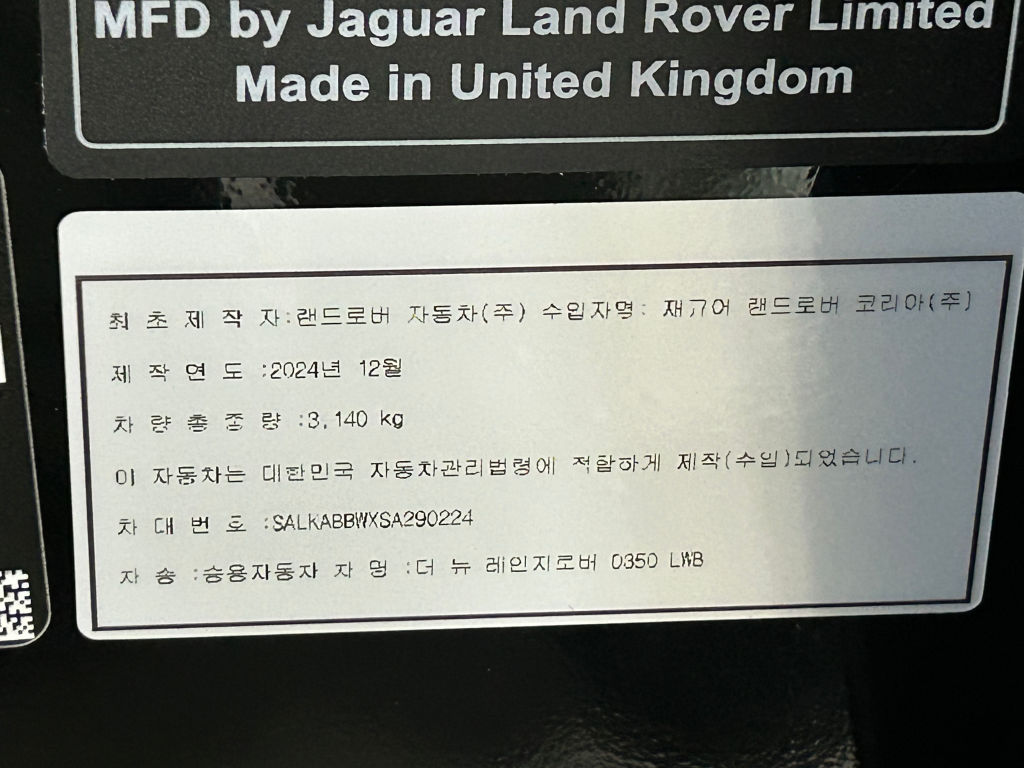 MFD by Jaguar Land Rover Limited
Made in United Kingdom
최 초 제 작 자:랜드로버 자동차(주) 수입자명: 재규어 랜드로버 코리아(주)
제 작 연 도 :2024년 12월
차 량 총 중 량 :3,140 kg
이 자동차는 대한민국 자동차관리법령에 적합하게 제작(수입)되었습니다.
차 대 번 호 :SALKABBWXSA290224
차 종 :승용자동차 차 명 :더 뉴 레인지로버 D350 LWB